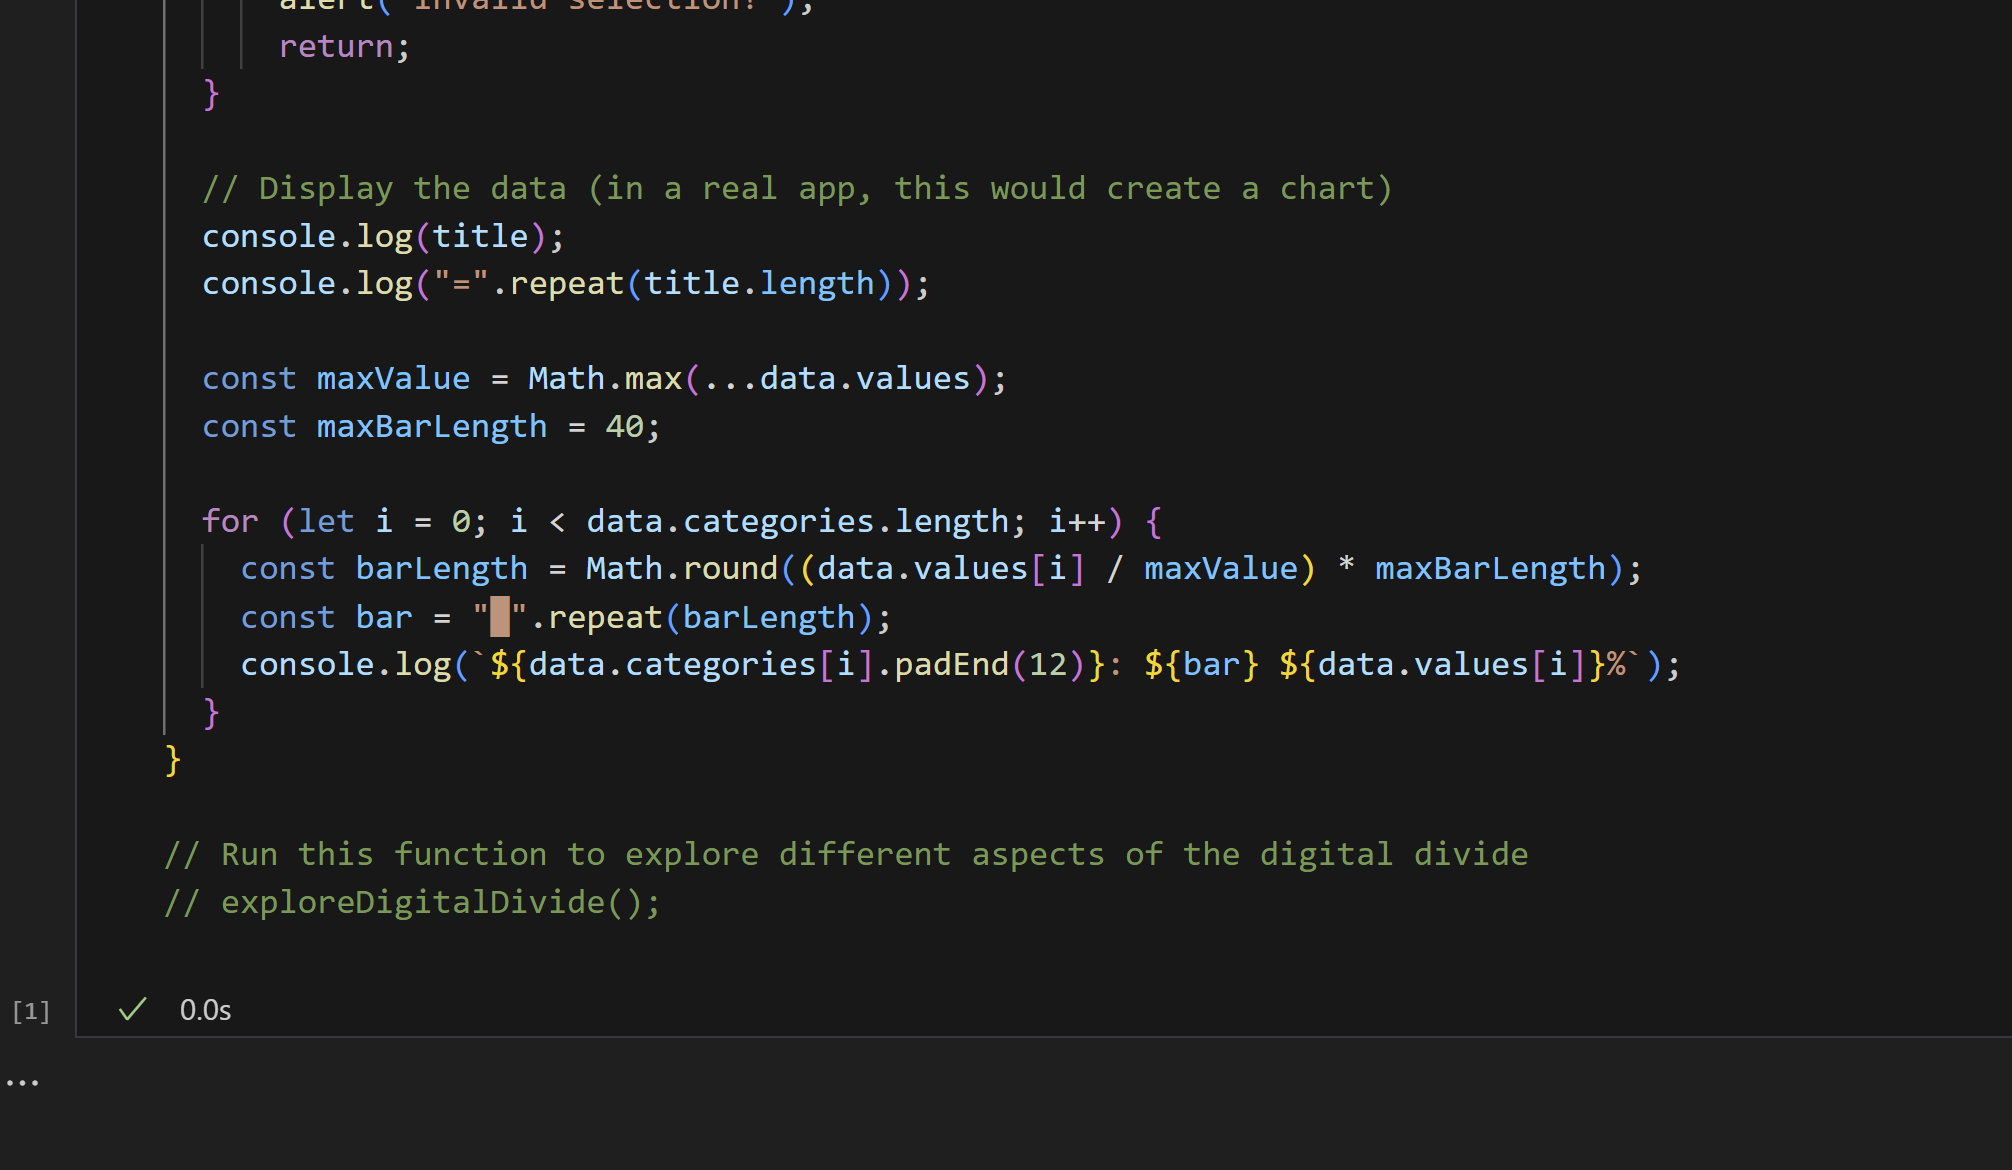 alert("Invalid selection!");
return;
}
// Display the data (in a real app, this would create a chart)
console.log(title);
console.log("=".repeat(title.length));
const maxValue = Math.max(...data.values);
const maxBarLength = 40;
for (let i = 0; i < data.categories.length; i++) {
const barLength = Math.round((data.values[i] / maxValue) * maxBarLength);
const bar = "█".repeat(barLength);
console.log(`${data.categories[i].padEnd(12)}: ${bar} ${data.values[i]}%`);
}
}
// Run this function to explore different aspects of the digital divide
// exploreDigitalDivide();
[1]
✓ 0.0s
...